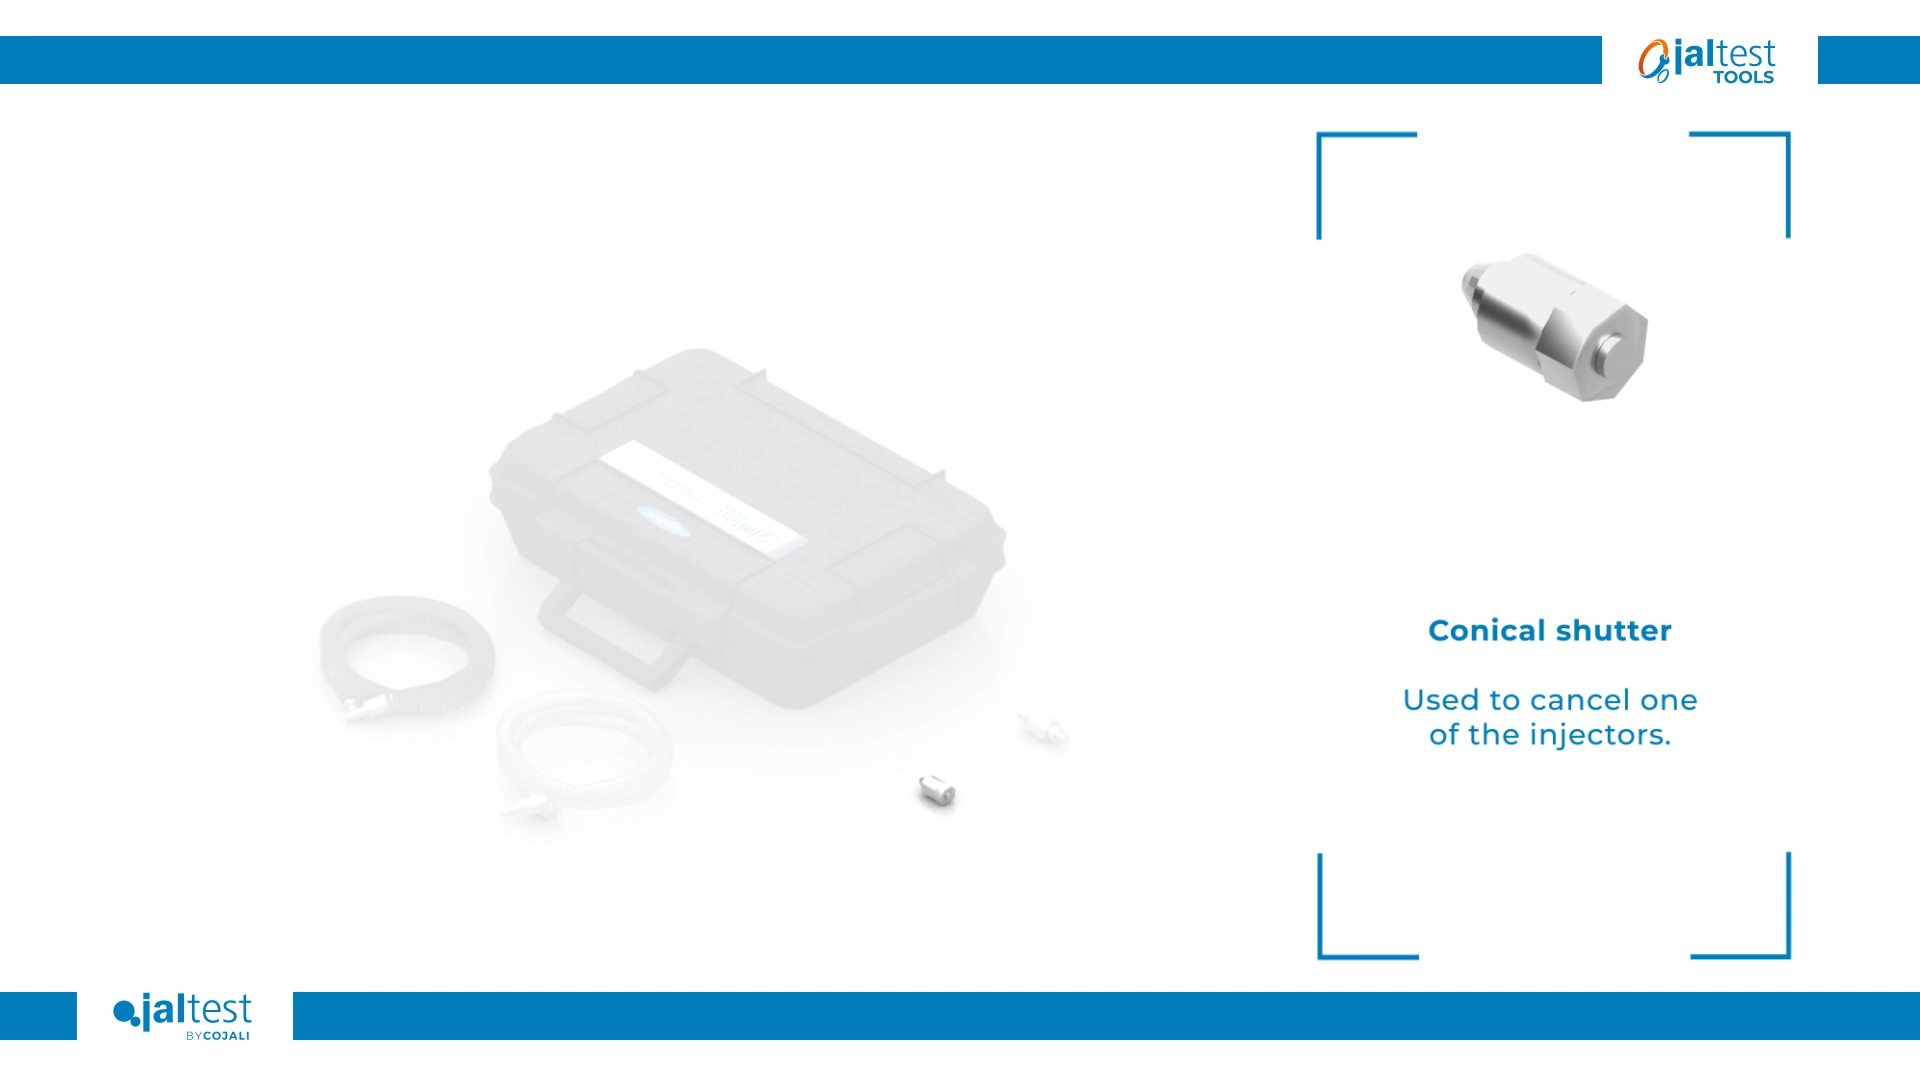 jaltest
TOOLS
Conical shutter
Used to cancel one
of the injectors.
jaltest
BY COJALI